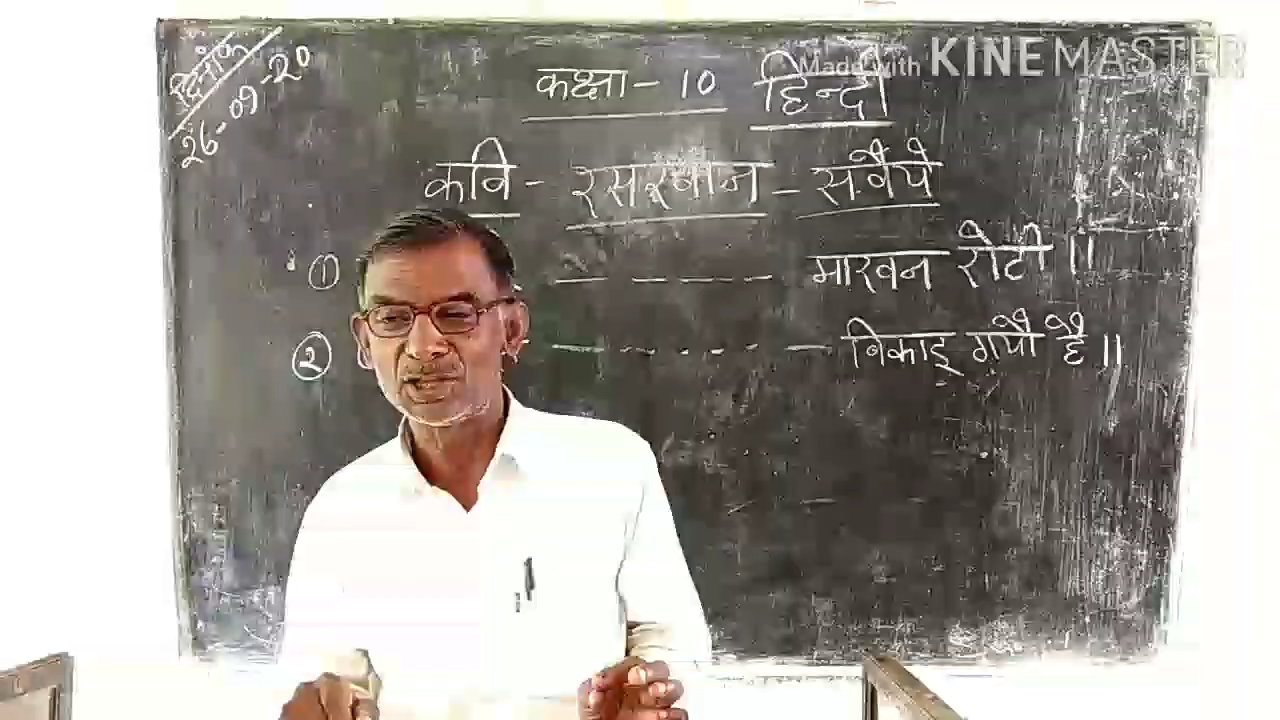 दिनांक
26-09-20
Made with KINEMASTER
कक्षा - 10 हिन्दी
कवि - रसखान - सवैये
① - - - - माखन रोटी ॥
② - - - - - बिकाइ गयौ है ॥